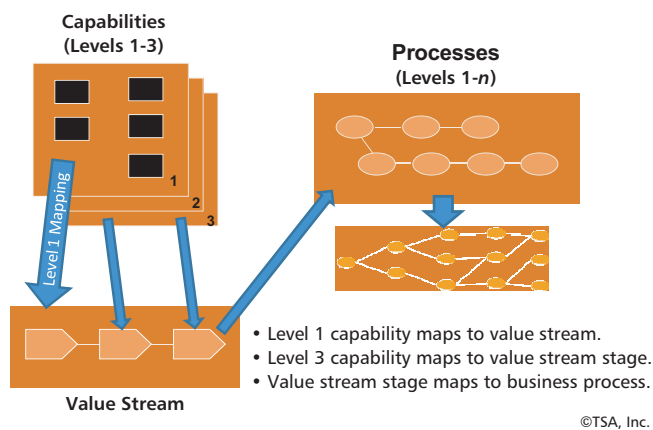 Capabilities
(Levels 1-3)
Processes
(Levels 1-n)
1
2
3
Level 1 Mapping
• Level 1 capability maps to value stream.
• Level 3 capability maps to value stream stage.
• Value stream stage maps to business process.
Value Stream
©TSA, Inc.